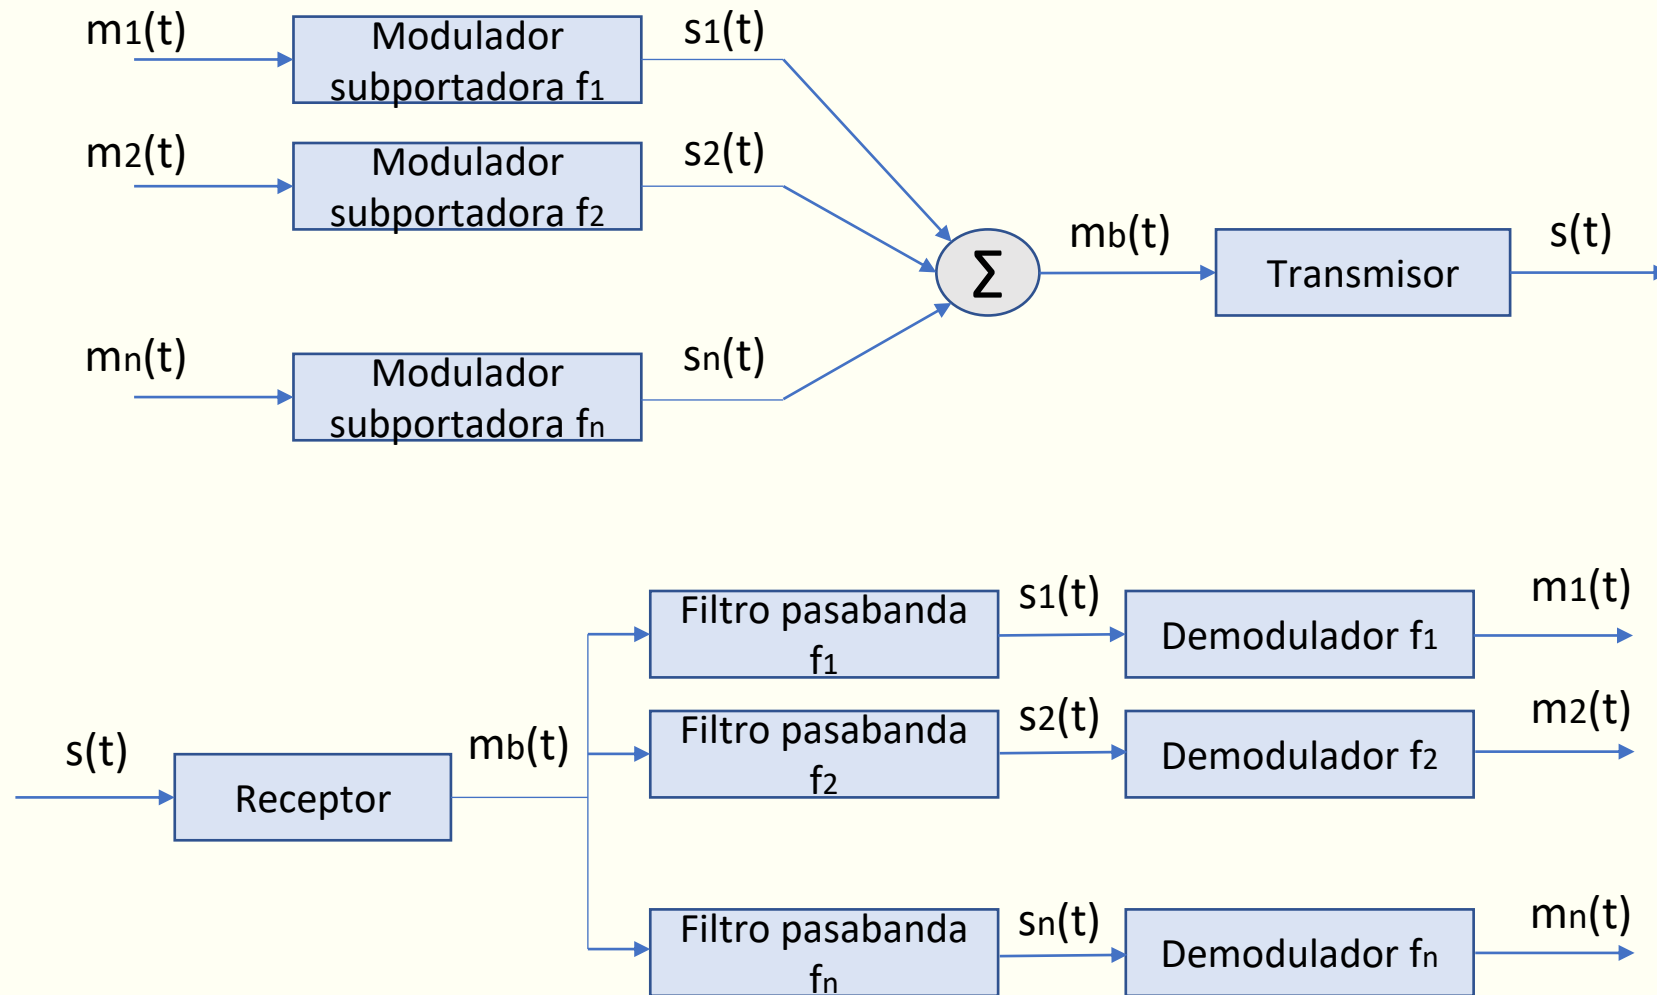 m1(t)
Modulador
subportadora f1
s1(t)
m2(t)
Modulador
subportadora f2
s2(t)
mn(t)
Modulador
subportadora fn
sn(t)
Σ
mb(t)
Transmisor
s(t)
s(t)
Receptor
mb(t)
Filtro pasabanda
f1
s1(t)
Demodulador f1
m1(t)
Filtro pasabanda
f2
s2(t)
Demodulador f2
m2(t)
Filtro pasabanda
fn
sn(t)
Demodulador fn
mn(t)